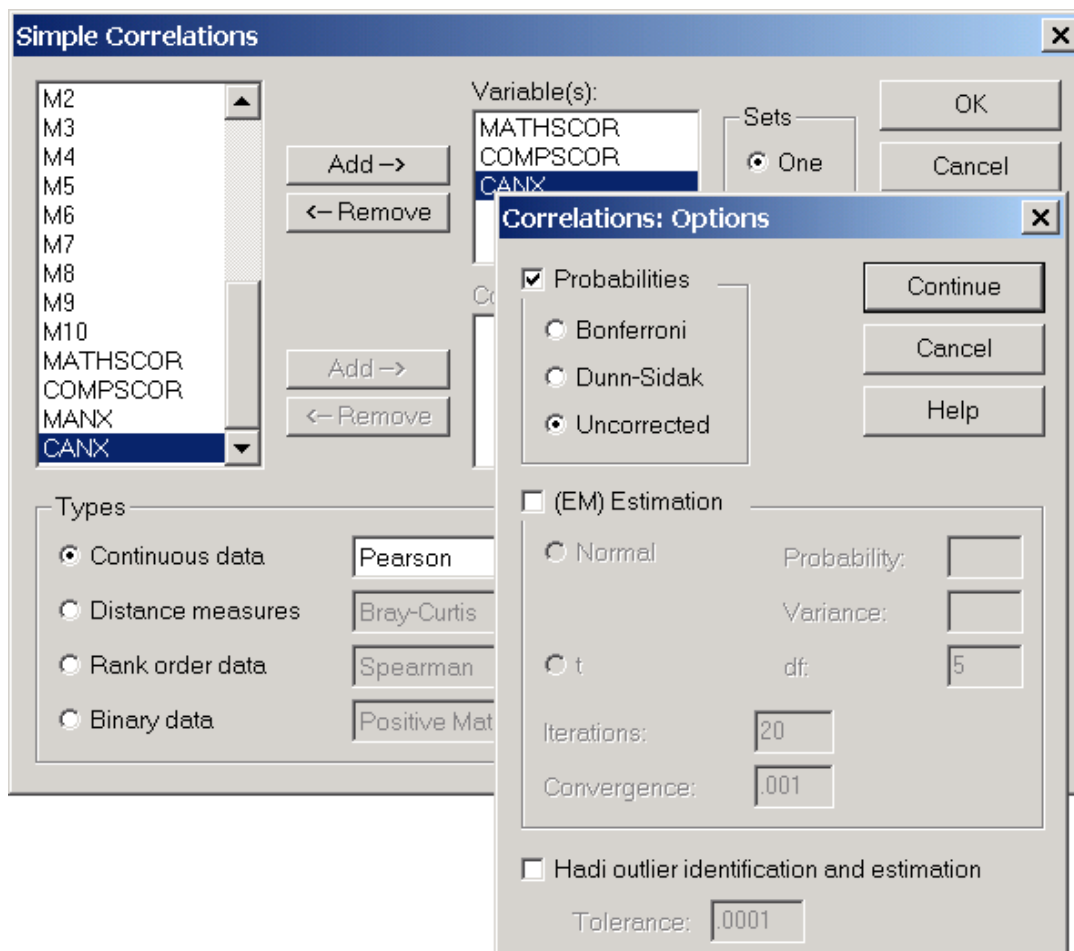 Simple Correlations
M2
M3
M4
M5
M6
M7
M8
M9
M10
MATHSCOR
COMPSCOR
MANX
CANX
Add –>
<– Remove
Add –>
<– Remove
Variable(s):
MATHSCOR
COMPSCOR
CANX
Sets
One
OK
Cancel
Types
Continuous data
Pearson
Distance measures
Bray-Curtis
Rank order data
Spearman
Binary data
Positive Mat
Correlations: Options
Probabilities
Bonferroni
Dunn-Sidak
Uncorrected
Continue
Cancel
Help
(EM) Estimation
Normal
Probability:
Variance:
t
df:
5
Iterations:
20
Convergence:
.001
Hadi outlier identification and estimation
Tolerance:
.0001